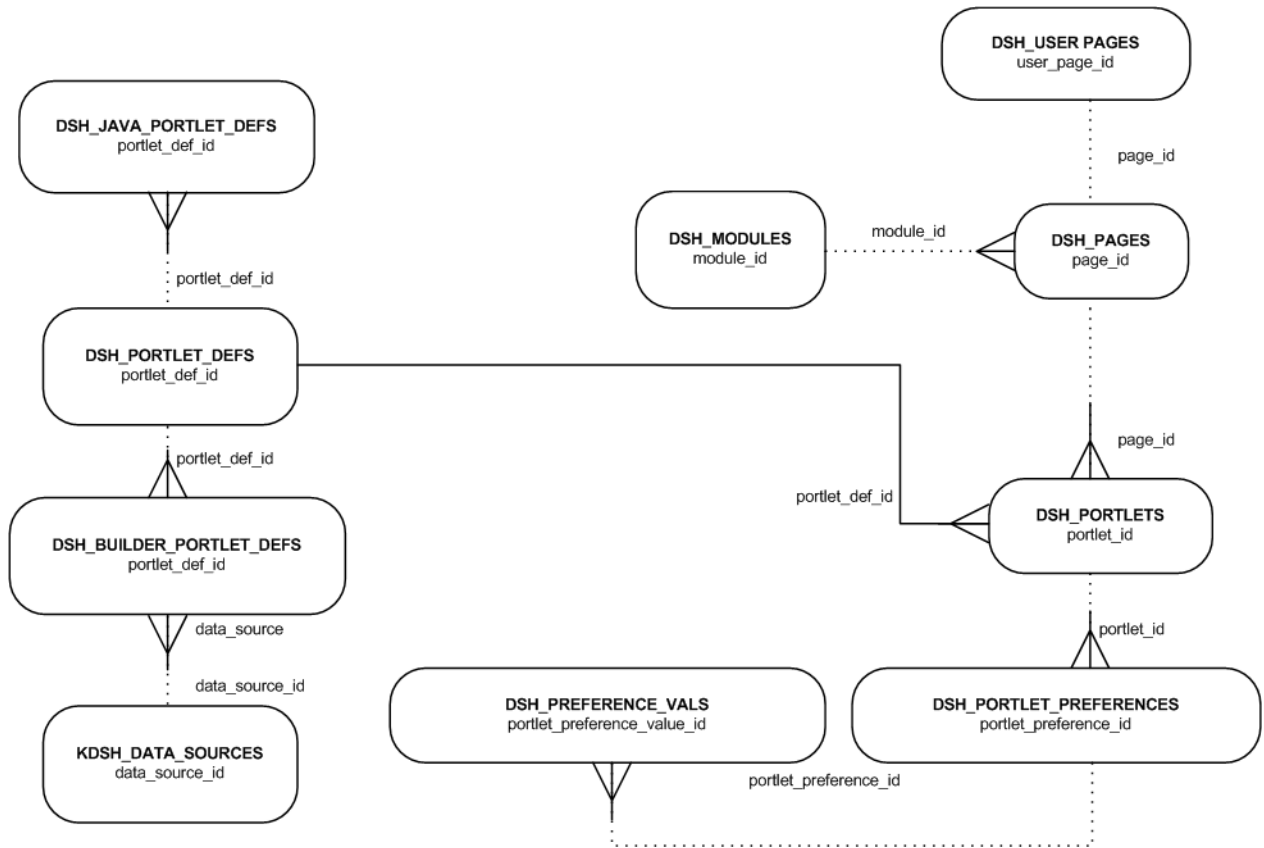 DSH_USER PAGES
user_page_id
DSH_JAVA_PORTLET_DEFS
portlet_def_id
page_id
DSH_MODULES
module_id
module_id
DSH_PAGES
page_id
portlet_def_id
DSH_PORTLET_DEFS
portlet_def_id
page_id
portlet_def_id
portlet_def_id
DSH_PORTLETS
portlet_id
DSH_BUILDER_PORTLET_DEFS
portlet_def_id
data_source
portlet_id
data_source_id
DSH_PREFERENCE_VALS
portlet_preference_value_id
DSH_PORTLET_PREFERENCES
portlet_preference_id
KDSH_DATA_SOURCES
data_source_id
portlet_preference_id